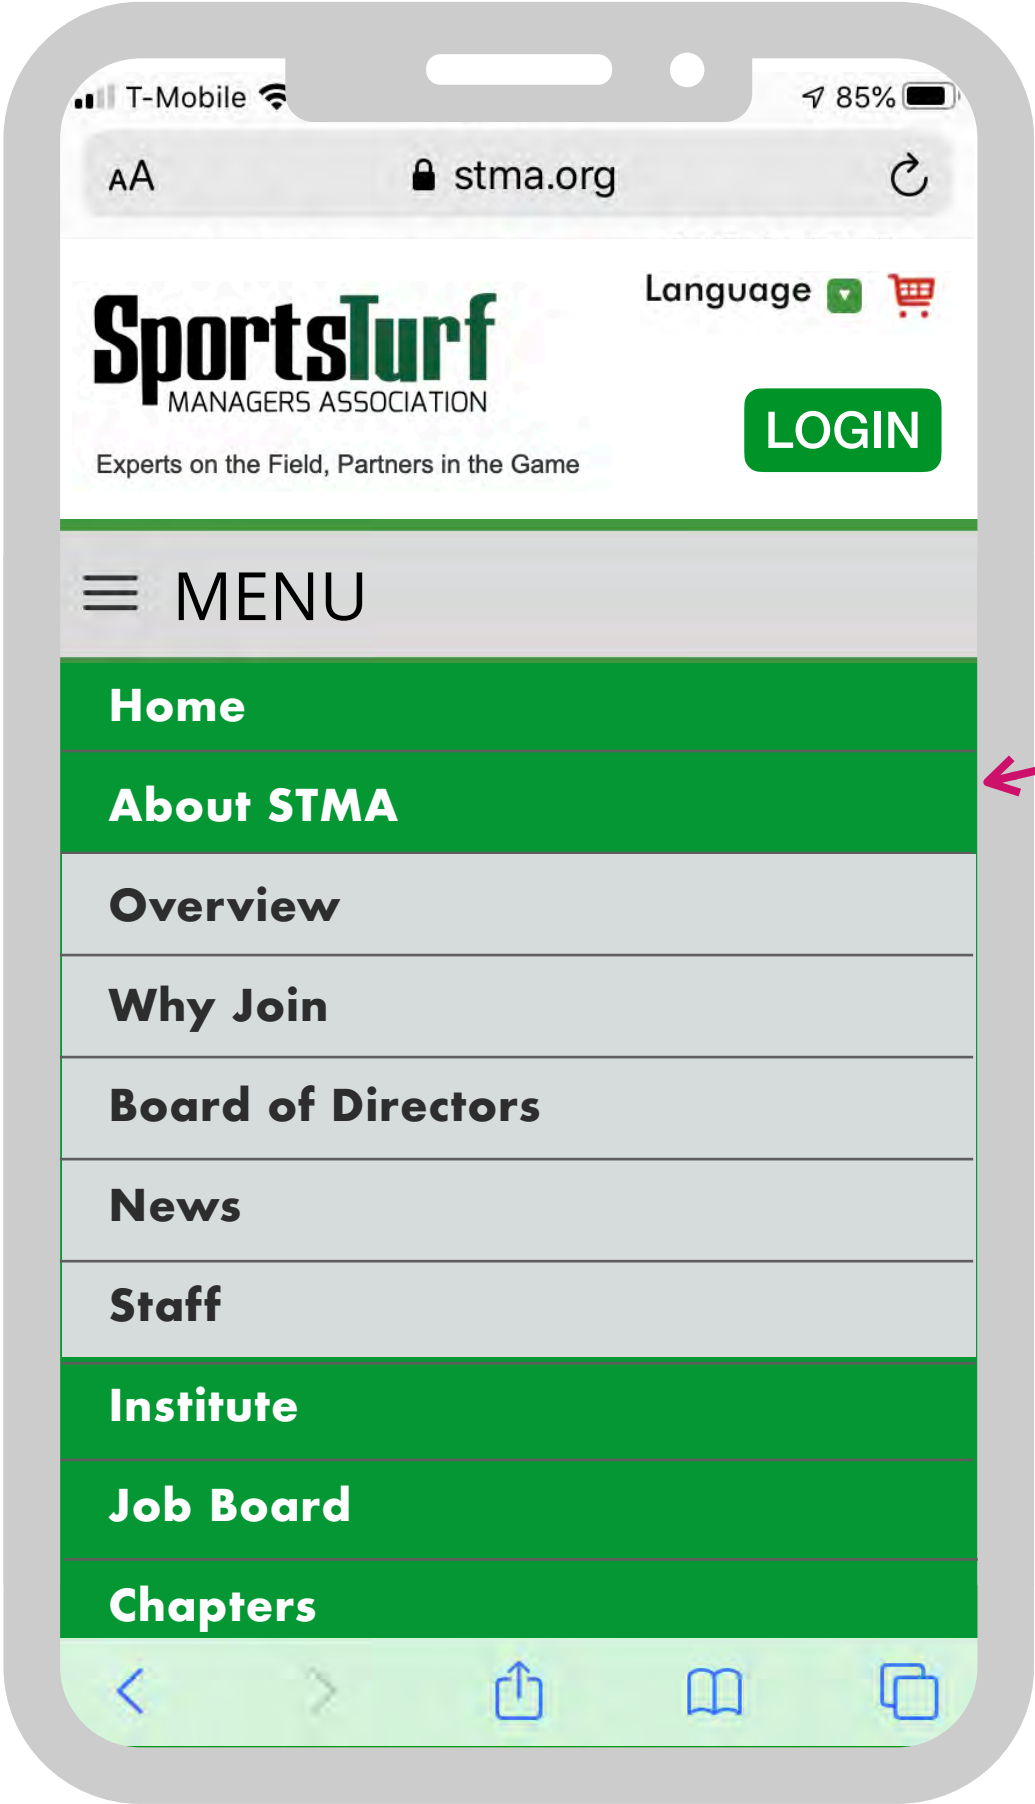 T-Mobile 85%
AA stma.org
Language
SportsTurf
MANAGERS ASSOCIATION
LOGIN
Experts on the Field, Partners in the Game
MENU
Home
About STMA
Overview
Why Join
Board of Directors
News
Staff
Institute
Job Board
Chapters